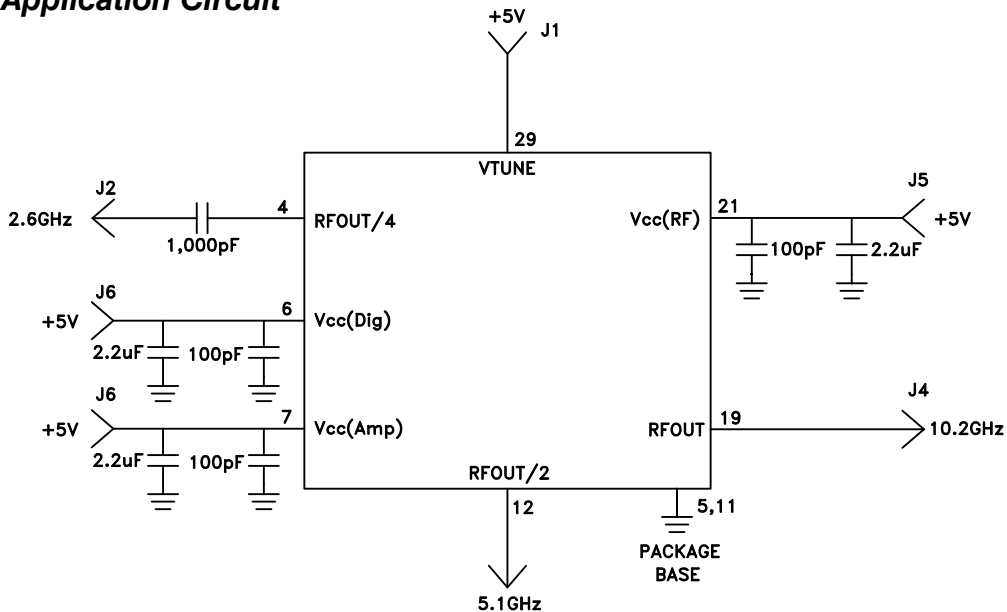 Application Circuit
+5V
J1
29
VTUNE
J2
2.6GHz
1,000pF
4
RFOUT/4
Vcc(RF)
21
J5
+5V
100pF
2.2uF
J6
+5V
6
Vcc(Dig)
2.2uF
100pF
J6
+5V
7
Vcc(Amp)
2.2uF
100pF
RFOUT
19
J4
10.2GHz
RFOUT/2
12
5.1GHz
5,11
PACKAGE
BASE